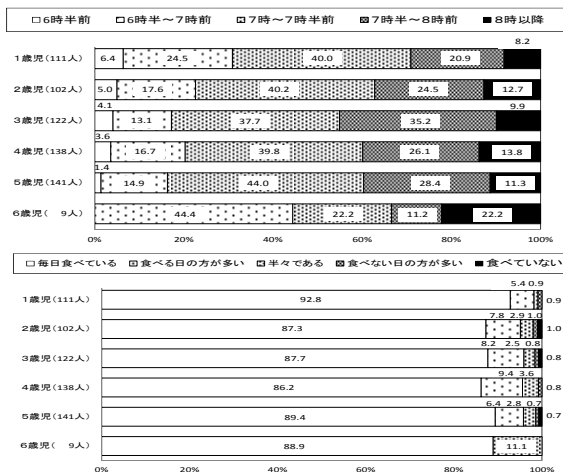 □6時半前 □6時半～7時前 □7時～7時半前 □7時半～8時前 ■8時以降
8.2
1歳児(111人) 6.4 24.5 40.0 20.9
2歳児(102人) 5.0 17.6 40.2 24.5 12.7
4.1 9.9
3歳児(122人) 13.1 37.7 35.2
3.6
4歳児(138人) 16.7 39.8 26.1 13.8
1.4
5歳児(141人) 14.9 44.0 28.4 11.3
6歳児(　9人) 44.4 22.2 11.2 22.2
0% 20% 40% 60% 80% 100%
□毎日食べている □食べる日の方が多い □半々である □食べない日の方が多い ■食べていない
5.4 0.9
1歳児(111人) 92.8 0.9
7.8 2.9 1.0
2歳児(102人) 87.3 1.0
8.2 2.5 0.8
3歳児(122人) 87.7 0.8
9.4 3.6
4歳児(138人) 86.2 0.8
6.4 2.8 0.7
5歳児(141人) 89.4 0.7
6歳児(　9人) 88.9 11.1
0% 20% 40% 60% 80% 100%